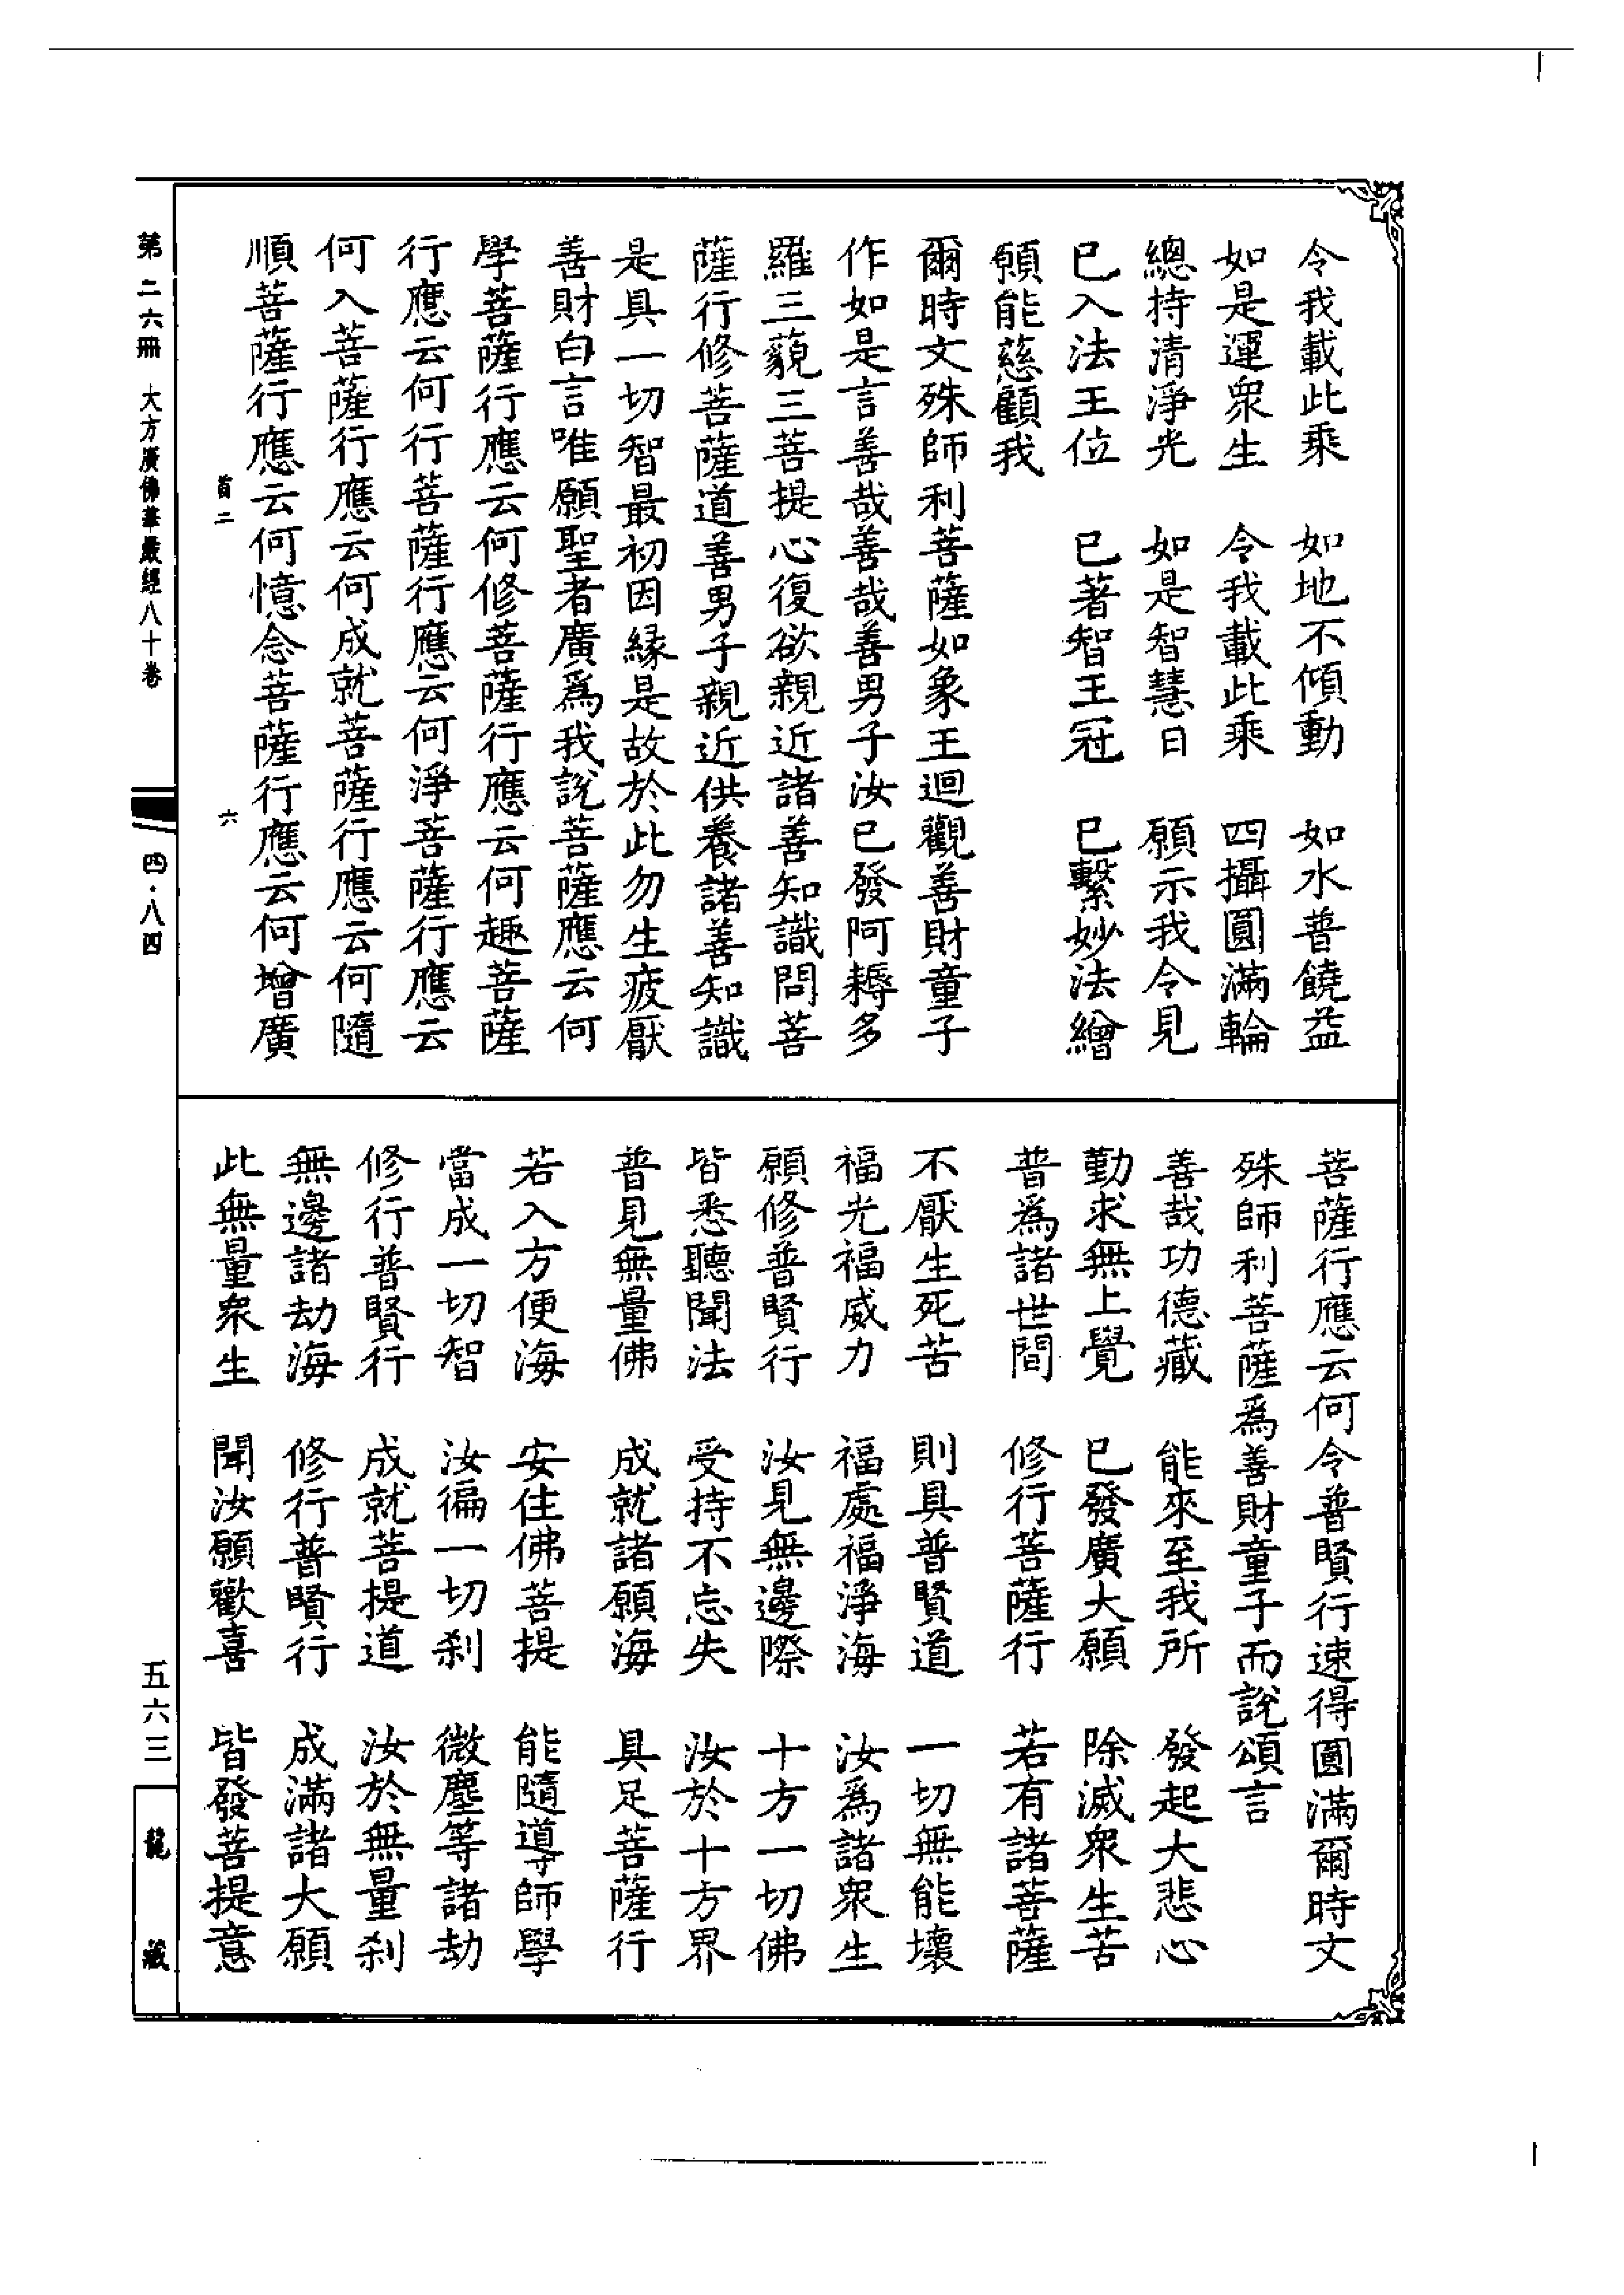 令我載此乘　如地不傾動　如水普饒益
如是運衆生　令我載此乘　四攝圓滿輪
總持清淨光　如是智慧日　願示我令見
已入法王位　已著智王冠　已繫妙法繒
願能慈顧我
爾時文殊師利菩薩如象王迴觀善財童子
作如是言善哉善哉善男子汝已發阿耨多
羅三藐三菩提心復欲親近諸善知識問菩
薩行修菩薩道善男子親近供養諸善知識
是具一切智最初因緣是故於此勿生疲厭
善財白言唯願聖者廣爲我說菩薩應云何
學菩薩行應云何修菩薩行應云何趣菩薩
行應云何行菩薩行應云何淨菩薩行應云
何入菩薩行應云何成就菩薩行應云何隨
順菩薩行應云何憶念菩薩行應云何增廣
首二　六
菩薩行應云何令普賢行速得圓滿爾時文
殊師利菩薩爲善財童子而說頌言
善哉功德藏　能來至我所　發起大悲心
勤求無上覺　已發廣大願　除滅衆生苦
普爲諸世間　修行菩薩行　若有諸菩薩
不厭生死苦　則具普賢道　一切無能壞
福光福威力　福處福淨海　汝爲諸衆生
願修普賢行　汝見無邊際　十方一切佛
皆悉聽聞法　受持不忘失　汝於十方界
普見無量佛　成就諸願海　具足菩薩行
若入方便海　安住佛菩提　能隨導師學
當成一切智　汝徧一切刹　微塵等諸劫
修行普賢行　成就菩提道　汝於無量刹
無邊諸劫海　修行普賢行　成滿諸大願
此無量衆生　聞汝願歡喜　皆發菩提意
第二六冊　大方廣佛華嚴經八十卷　四·八四　五六三　龍藏